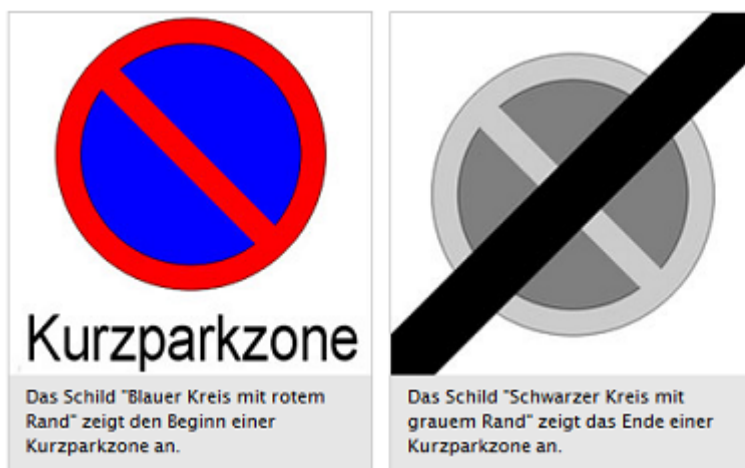 Kurzparkzone
Das Schild "Blauer Kreis mit rotem
Rand" zeigt den Beginn einer
Kurzparkzone an.
Das Schild "Schwarzer Kreis mit
grauem Rand" zeigt das Ende einer
Kurzparkzone an.